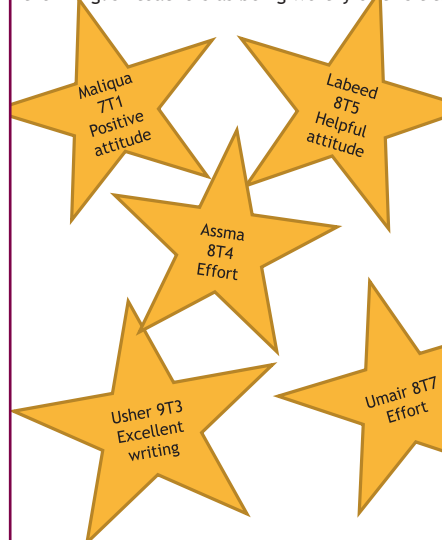 Maliqua
7T1
Positive
attitude
Labeed
8T5
Helpful
attitude
Assma
8T4
Effort
Usher 9T3
Excellent
writing
Umair 8T7
Effort